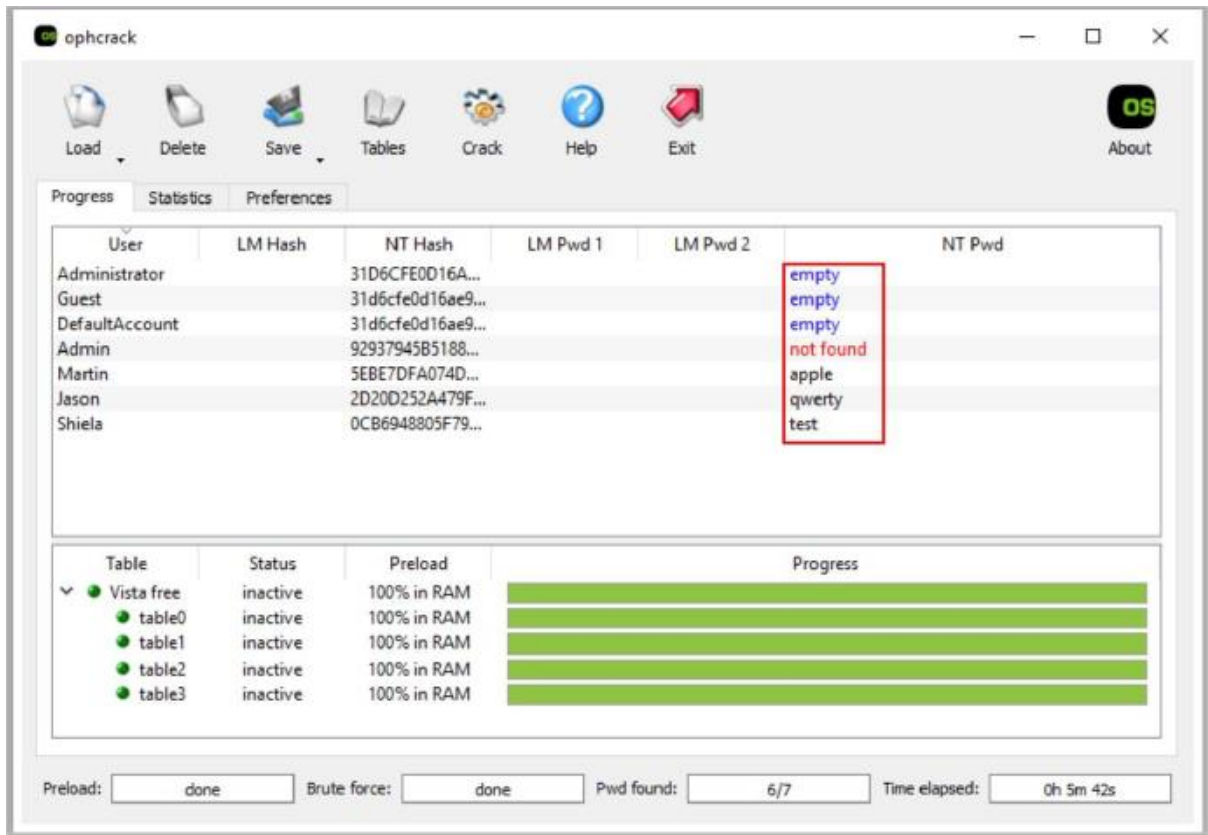 OS ophcrack
Load Delete Save Tables Crack Help Exit OS About
Progress Statistics Preferences
User LM Hash NT Hash LM Pwd 1 LM Pwd 2 NT Pwd
Administrator 31D6CFE0D16A... empty
Guest 31d6cfe0d16ae9... empty
DefaultAccount 31d6cfe0d16ae9... empty
Admin 92937945B5188... not found
Martin 5EBE7DFA074D... apple
Jason 2D20D252A479F... qwerty
Shiela 0CB6948805F79... test
Table Status Preload Progress
Vista free inactive 100% in RAM
table0 inactive 100% in RAM
table1 inactive 100% in RAM
table2 inactive 100% in RAM
table3 inactive 100% in RAM
Preload: done Brute force: done Pwd found: 6/7 Time elapsed: 0h 5m 42s